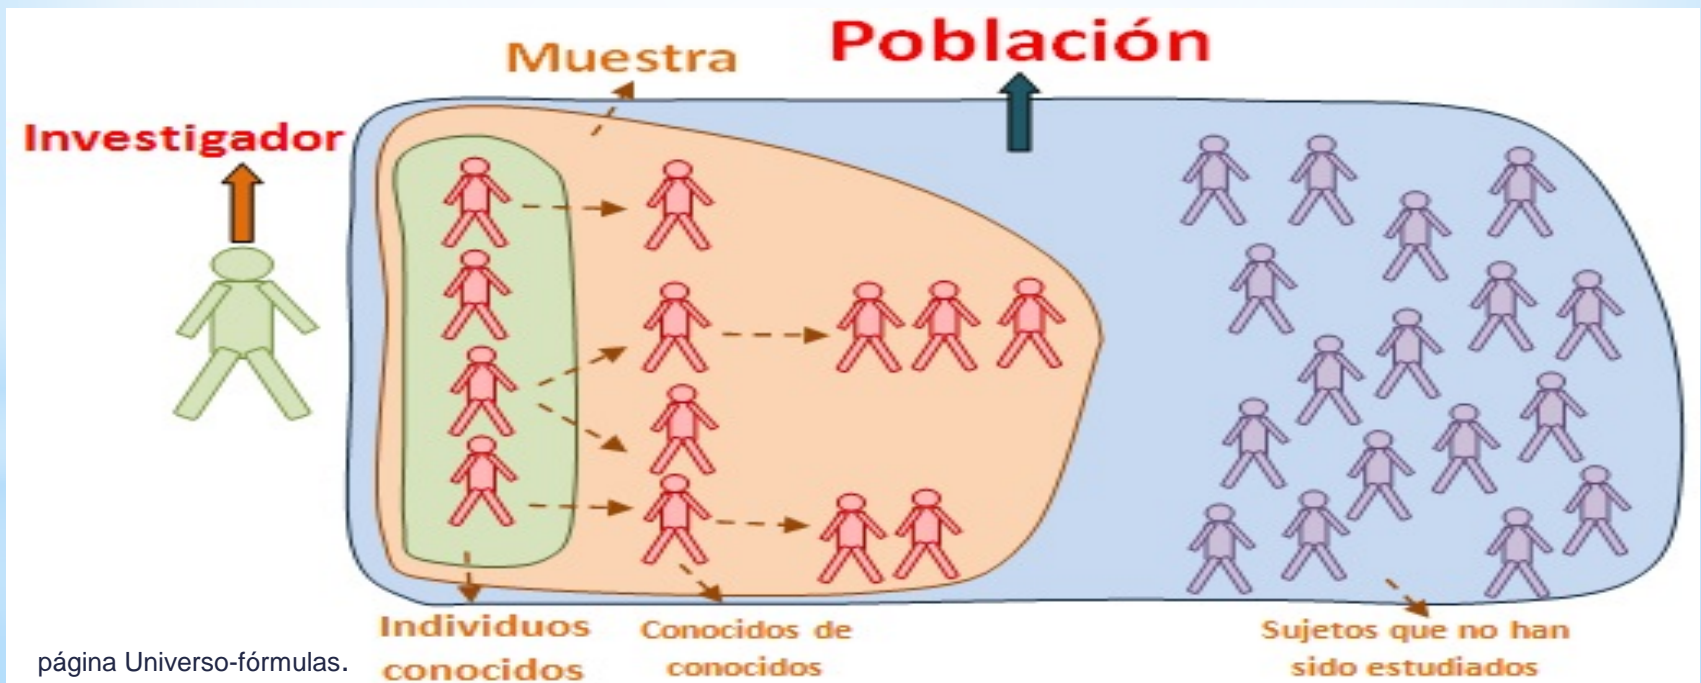 Población
Muestra
Investigador
Individuos
conocidos
Conocidos de
conocidos
Sujetos que no han
sido estudiados
página Universo-fórmulas.